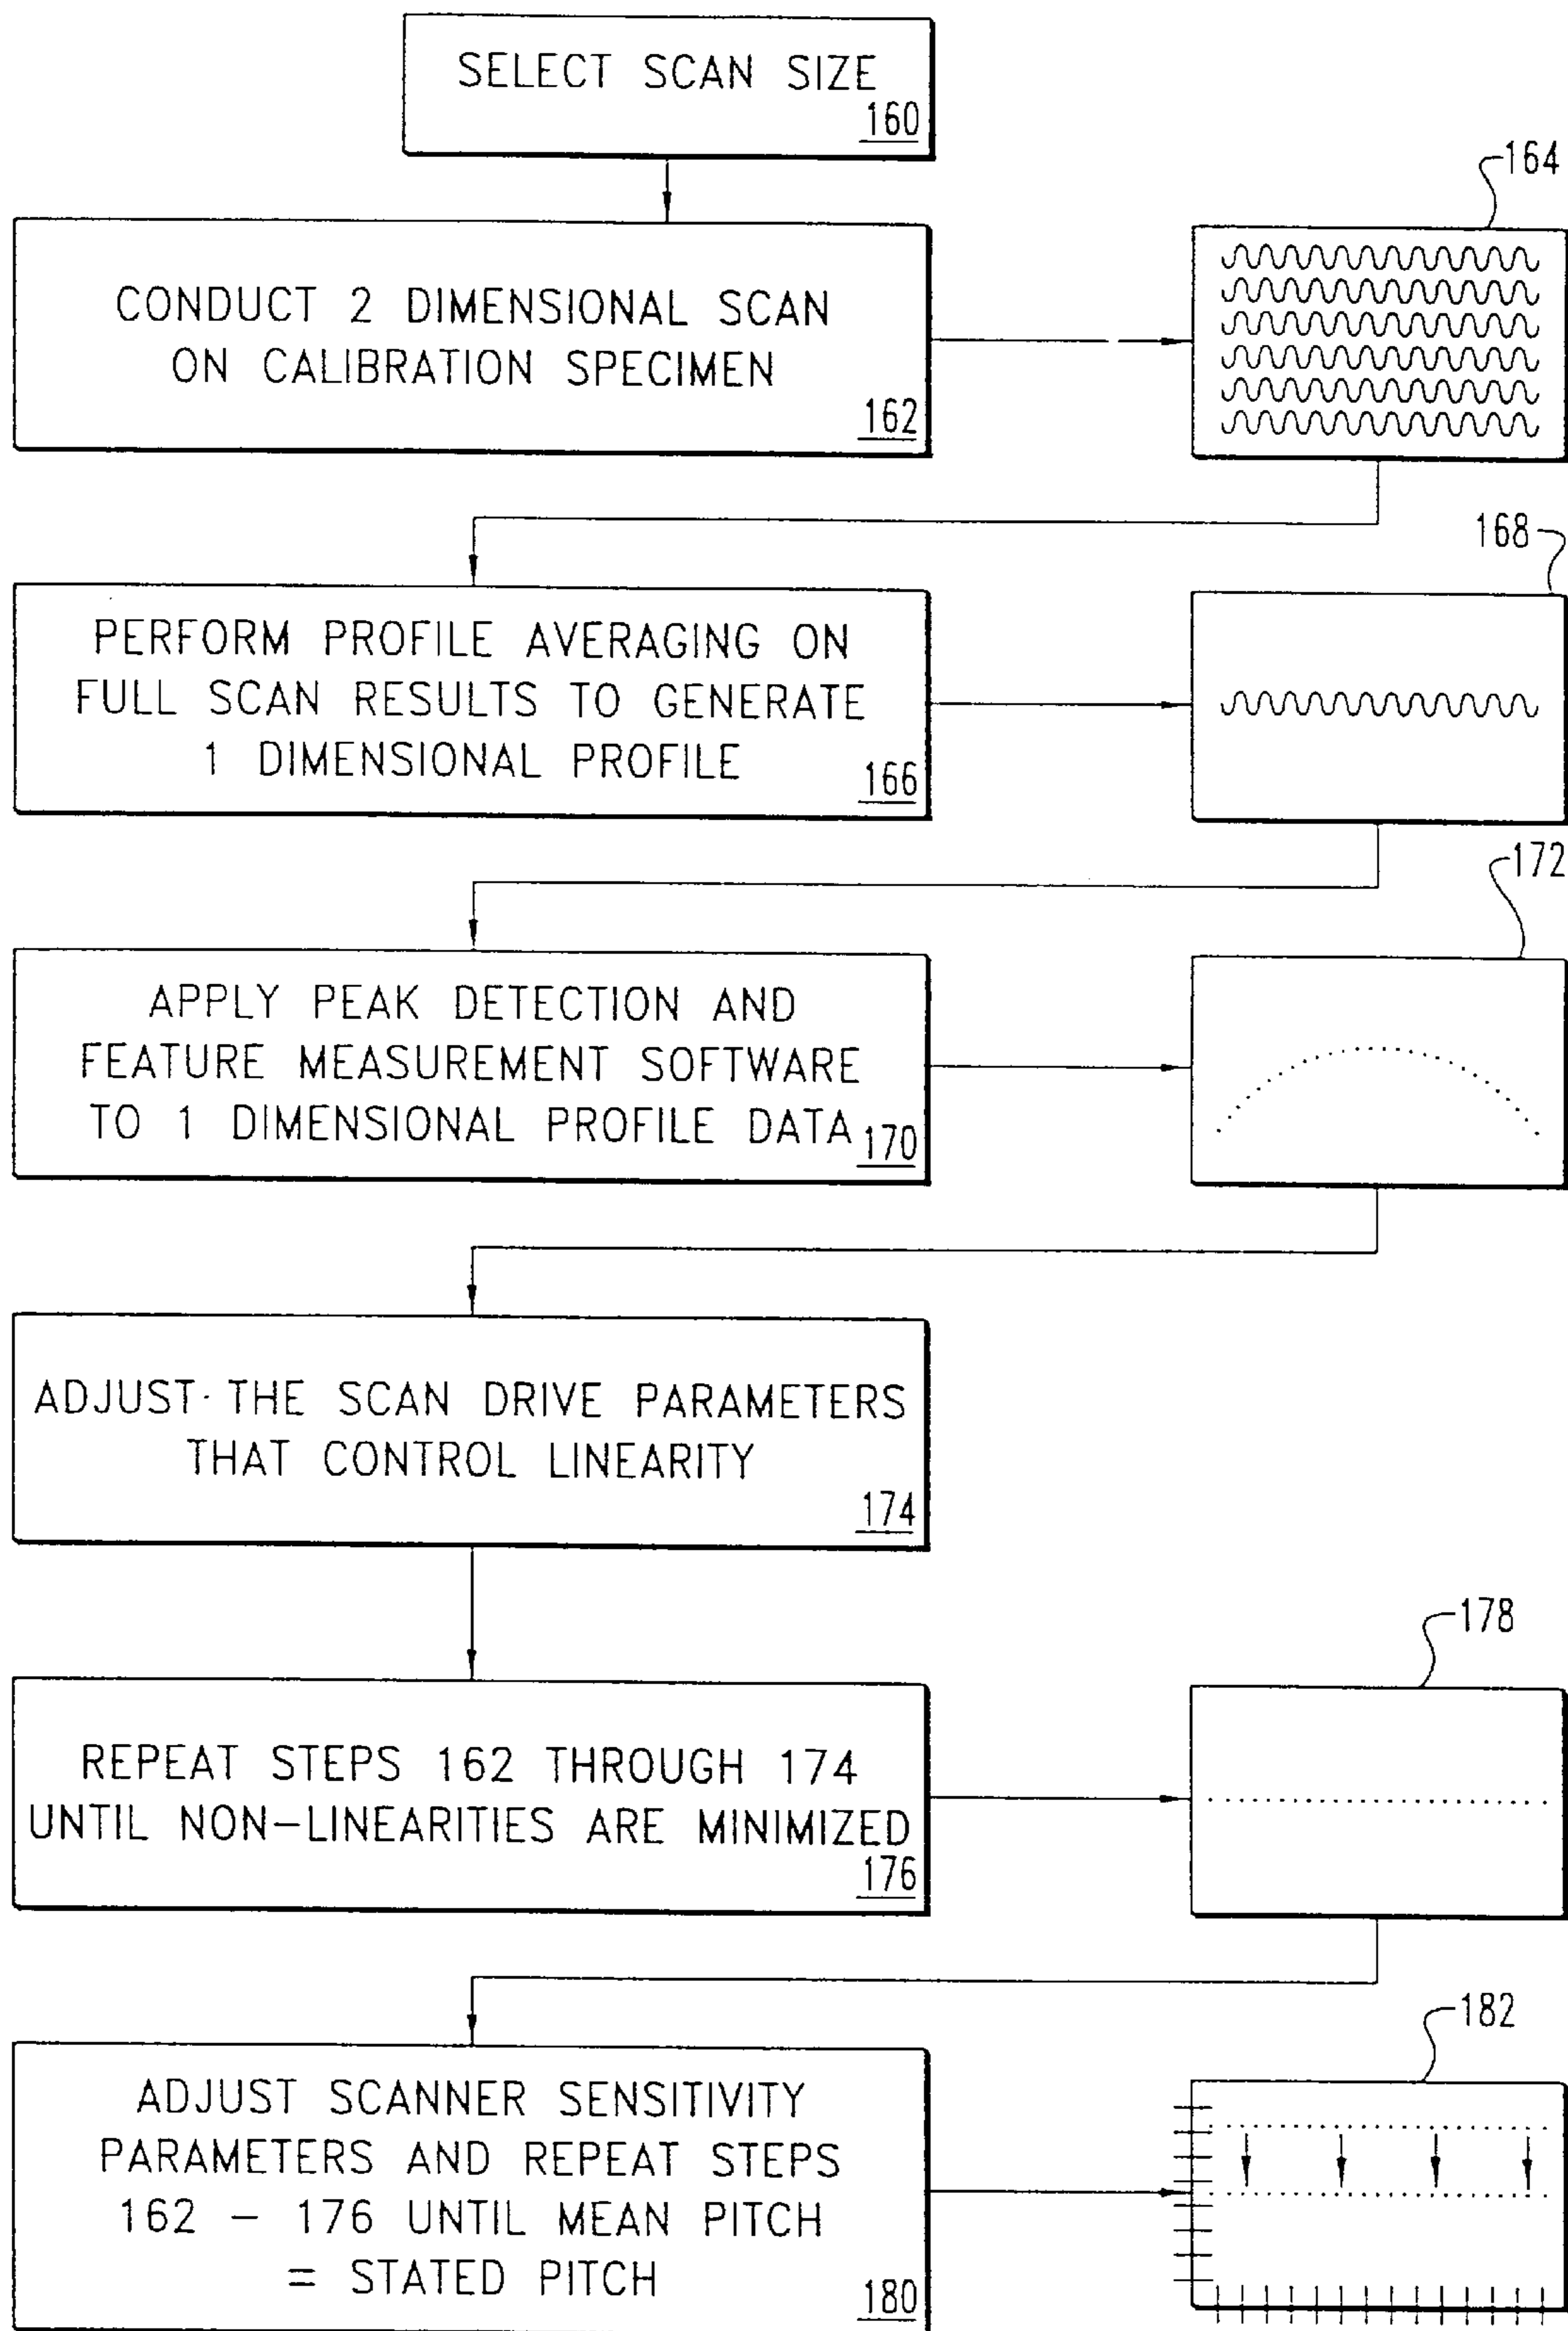 SELECT SCAN SIZE
160
164
CONDUCT 2 DIMENSIONAL SCAN
ON CALIBRATION SPECIMEN
162
168
PERFORM PROFILE AVERAGING ON
FULL SCAN RESULTS TO GENERATE
1 DIMENSIONAL PROFILE
166
172
APPLY PEAK DETECTION AND
FEATURE MEASUREMENT SOFTWARE
TO 1 DIMENSIONAL PROFILE DATA
170
ADJUST THE SCAN DRIVE PARAMETERS
THAT CONTROL LINEARITY
174
178
REPEAT STEPS 162 THROUGH 174
UNTIL NON-LINEARITIES ARE MINIMIZED
176
182
ADJUST SCANNER SENSITIVITY
PARAMETERS AND REPEAT STEPS
162 - 176 UNTIL MEAN PITCH
= STATED PITCH
180